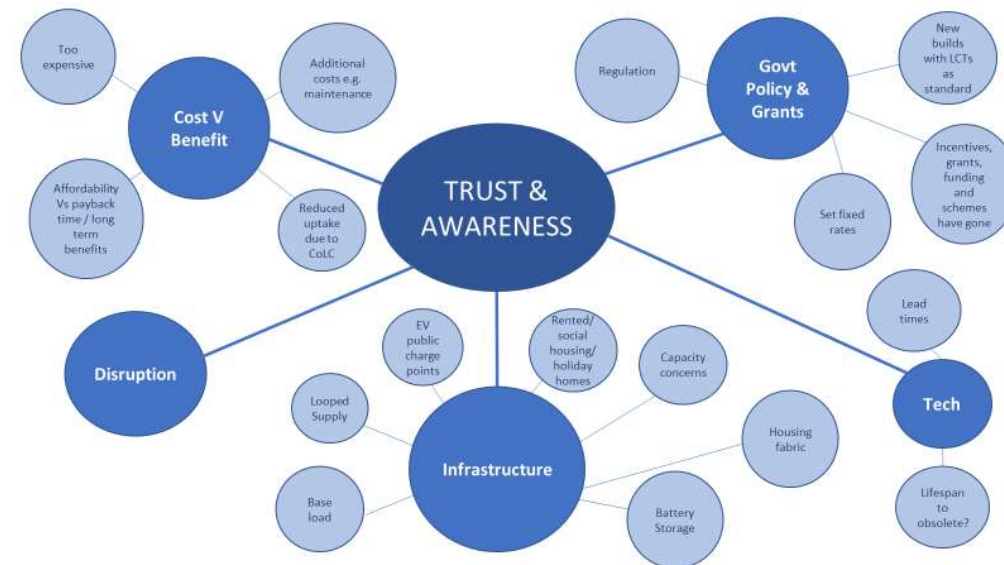 Too
expensive
Additional
costs e.g.
maintenance
Cost V
Benefit
Affordability
Vs payback
time / long
term
benefits
Reduced
uptake
due to
CoLC
TRUST &
AWARENESS
Regulation
Govt
Policy &
Grants
New
builds
with LCTs
as
standard
Incentives,
grants,
funding
and
schemes
have gone
Set fixed
rates
Disruption
EV
public
charge
points
Rented/
social
housing/
holiday
homes
Capacity
concerns
Looped
Supply
Infrastructure
Housing
fabric
Base
load
Battery
Storage
Lead
times
Tech
Lifespan
to
obsolete?